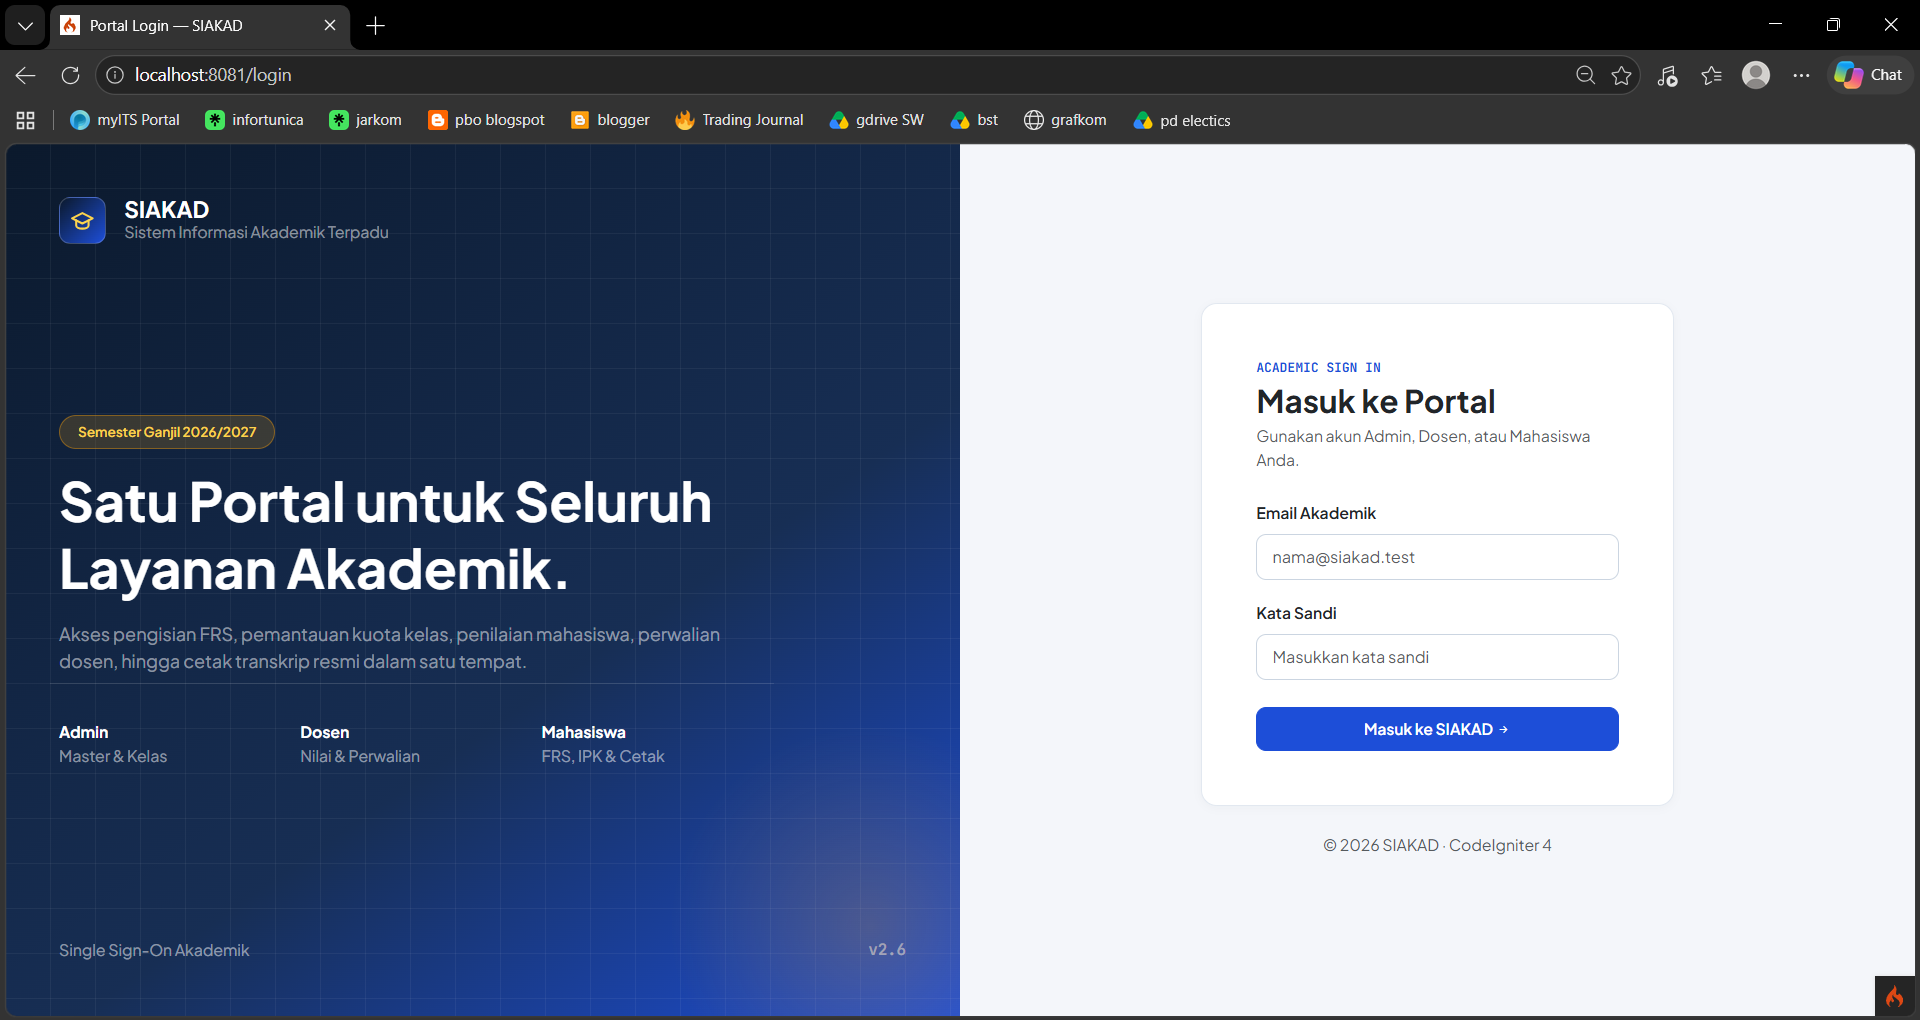 Portal Login — SIAKAD
localhost:8081/login
Chat
myITS Portal
infortunica
jarkom
pbo blogspot
blogger
Trading Journal
gdrive SW
bst
grafkom
pd electics
SIAKAD
Sistem Informasi Akademik Terpadu
Semester Ganjil 2026/2027
Satu Portal untuk Seluruh
Layanan Akademik.
Akses pengisian FRS, pemantauan kuota kelas, penilaian mahasiswa, perwalian
dosen, hingga cetak transkrip resmi dalam satu tempat.
Admin
Master & Kelas
Dosen
Nilai & Perwalian
Mahasiswa
FRS, IPK & Cetak
Single Sign-On Akademik
v2.6
ACADEMIC SIGN IN
Masuk ke Portal
Gunakan akun Admin, Dosen, atau Mahasiswa
Anda.
Email Akademik
nama@siakad.test
Kata Sandi
Masukkan kata sandi
Masuk ke SIAKAD →
© 2026 SIAKAD · CodeIgniter 4